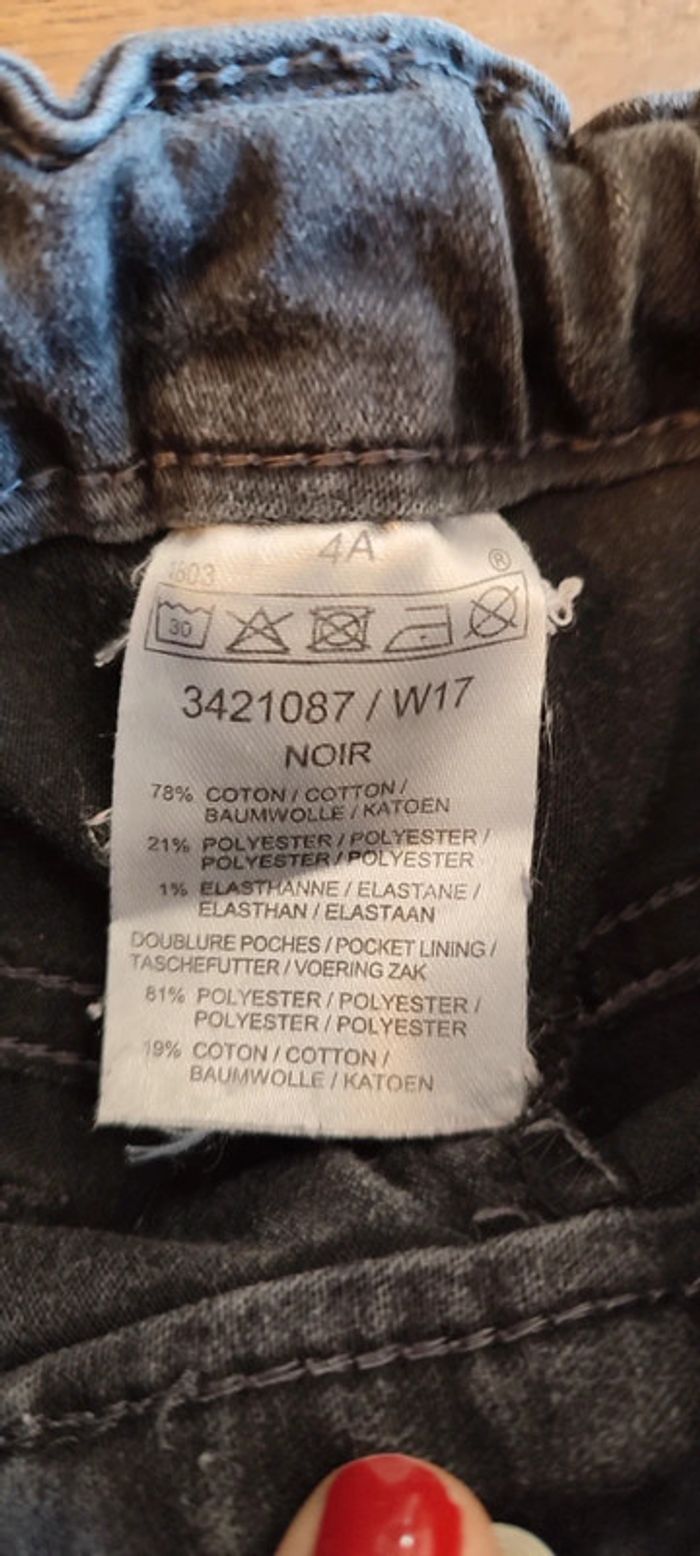 4A
1603 ®
30
3421087 / W17
NOIR
78% COTON / COTTON /
BAUMWOLLE / KATOEN
21% POLYESTER / POLYESTER /
POLYESTER / POLYESTER
1% ELASTHANNE / ELASTANE /
ELASTHAN / ELASTAAN
DOUBLURE POCHES / POCKET LINING /
TASCHEFUTTER / VOERING ZAK
81% POLYESTER / POLYESTER /
POLYESTER / POLYESTER
19% COTON / COTTON /
BAUMWOLLE / KATOEN